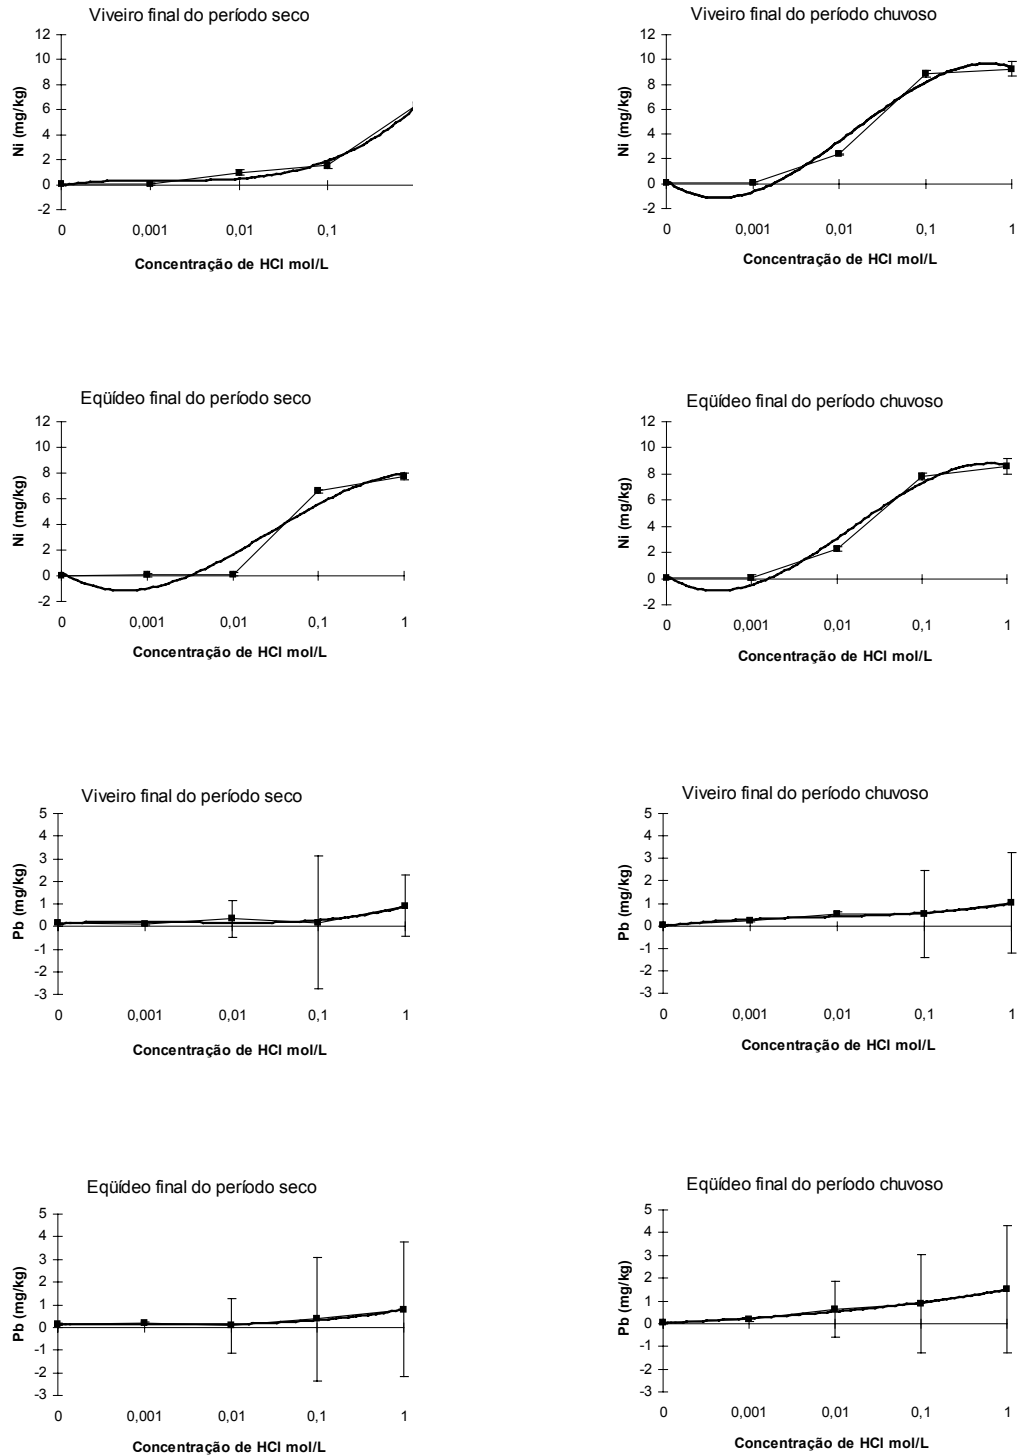 Viveiro final do período seco
12
10
8
6
4
2
0
-2
Ni (mg/kg)
0 0,001 0,01 0,1
Concentração de HCl mol/L
Viveiro final do período chuvoso
12
10
8
6
4
2
0
-2
Ni (mg/kg)
0 0,001 0,01 0,1 1
Concentração de HCl mol/L
Eqüídeo final do período seco
12
10
8
6
4
2
0
-2
Ni (mg/kg)
0 0,001 0,01 0,1 1
Concentração de HCl mol/L
Eqüídeo final do período chuvoso
12
10
8
6
4
2
0
-2
Ni (mg/kg)
0 0,001 0,01 0,1 1
Concentração de HCl mol/L
Viveiro final do período seco
5
4
3
2
1
0
-1
-2
-3
Pb (mg/kg)
0 0,001 0,01 0,1 1
Concentração de HCl mol/L
Viveiro final do período chuvoso
5
4
3
2
1
0
-1
-2
-3
Pb (mg/kg)
0 0,001 0,01 0,1 1
Concentração de HCl mol/L
Eqüídeo final do período seco
5
4
3
2
1
0
-1
-2
-3
Pb (mg/kg)
0 0,001 0,01 0,1 1
Concentração de HCl mol/L
Eqüídeo final do período chuvoso
5
4
3
2
1
0
-1
-2
-3
Pb (mg/kg)
0 0,001 0,01 0,1 1
Concentração de HCl mol/L